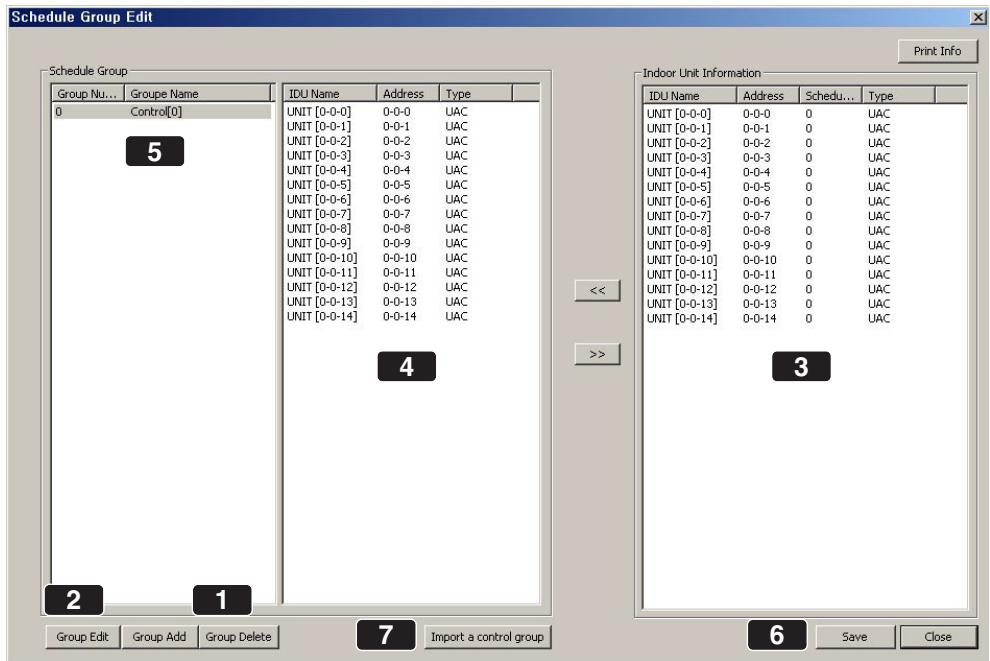 Schedule Group Edit
Print Info
Schedule Group
Group Nu... Groupe Name
0 Control[0]
5
IDU Name Address Type
UNIT [0-0-0] 0-0-0 UAC
UNIT [0-0-1] 0-0-1 UAC
UNIT [0-0-2] 0-0-2 UAC
UNIT [0-0-3] 0-0-3 UAC
UNIT [0-0-4] 0-0-4 UAC
UNIT [0-0-5] 0-0-5 UAC
UNIT [0-0-6] 0-0-6 UAC
UNIT [0-0-7] 0-0-7 UAC
UNIT [0-0-8] 0-0-8 UAC
UNIT [0-0-9] 0-0-9 UAC
UNIT [0-0-10] 0-0-10 UAC
UNIT [0-0-11] 0-0-11 UAC
UNIT [0-0-12] 0-0-12 UAC
UNIT [0-0-13] 0-0-13 UAC
UNIT [0-0-14] 0-0-14 UAC
4
<<
>>
Indoor Unit Information
IDU Name Address Schedu... Type
UNIT [0-0-0] 0-0-0 0 UAC
UNIT [0-0-1] 0-0-1 0 UAC
UNIT [0-0-2] 0-0-2 0 UAC
UNIT [0-0-3] 0-0-3 0 UAC
UNIT [0-0-4] 0-0-4 0 UAC
UNIT [0-0-5] 0-0-5 0 UAC
UNIT [0-0-6] 0-0-6 0 UAC
UNIT [0-0-7] 0-0-7 0 UAC
UNIT [0-0-8] 0-0-8 0 UAC
UNIT [0-0-9] 0-0-9 0 UAC
UNIT [0-0-10] 0-0-10 0 UAC
UNIT [0-0-11] 0-0-11 0 UAC
UNIT [0-0-12] 0-0-12 0 UAC
UNIT [0-0-13] 0-0-13 0 UAC
UNIT [0-0-14] 0-0-14 0 UAC
3
2 1
Group Edit Group Add Group Delete 7 Import a control group 6 Save Close